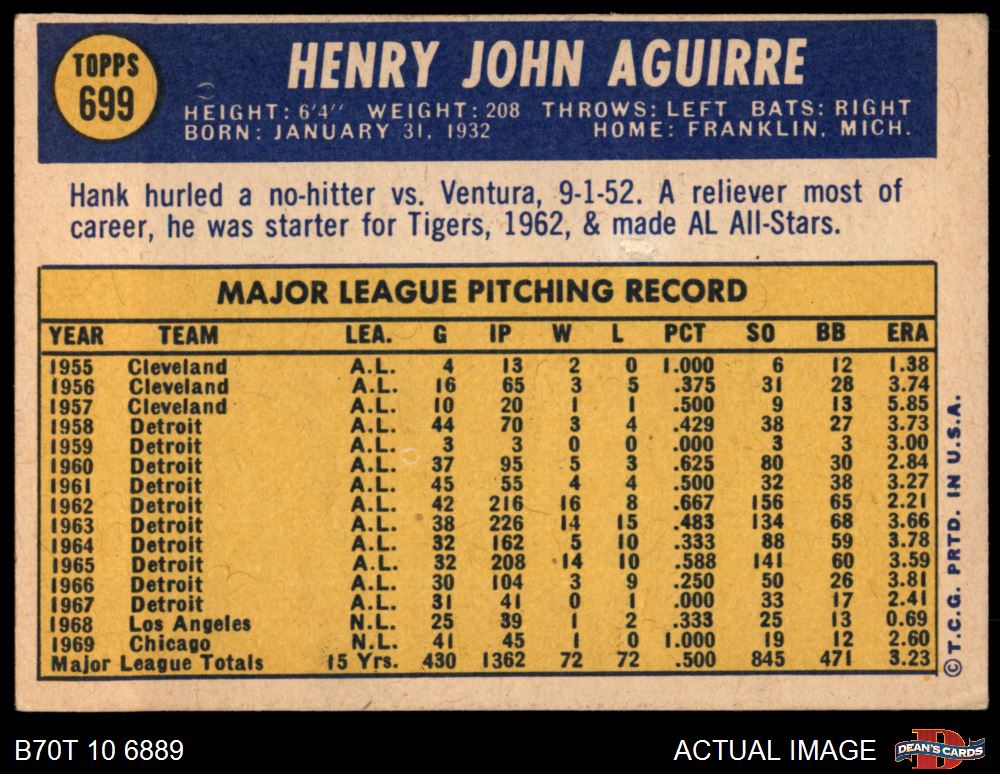 TOPPS
699
HENRY JOHN AGUIRRE
HEIGHT: 6'4" WEIGHT: 208 THROWS: LEFT BATS: RIGHT
BORN: JANUARY 31, 1932 HOME: FRANKLIN, MICH.
Hank hurled a no-hitter vs. Ventura, 9-1-52. A reliever most of
career, he was starter for Tigers, 1962, & made AL All-Stars.
MAJOR LEAGUE PITCHING RECORD
YEAR TEAM LEA. G IP W L PCT SO BB ERA
1955 Cleveland A.L. 4 13 2 0 1.000 6 12 1.38
1956 Cleveland A.L. 16 65 3 5 .375 31 28 3.74
1957 Cleveland A.L. 10 20 1 1 .500 9 13 5.85
1958 Detroit A.L. 44 70 3 4 .429 38 27 3.73
1959 Detroit A.L. 3 3 0 0 .000 3 3 3.00
1960 Detroit A.L. 37 95 5 3 .625 80 30 2.84
1961 Detroit A.L. 45 55 4 4 .500 32 38 3.27
1962 Detroit A.L. 42 216 16 8 .667 156 65 2.21
1963 Detroit A.L. 38 226 14 15 .483 134 68 3.66
1964 Detroit A.L. 32 162 5 10 .333 88 59 3.78
1965 Detroit A.L. 32 208 14 10 .588 141 60 3.59
1966 Detroit A.L. 30 104 3 9 .250 50 26 3.81
1967 Detroit A.L. 31 41 0 1 .000 33 17 2.41
1968 Los Angeles N.L. 25 39 1 2 .333 25 13 0.69
1969 Chicago N.L. 41 45 1 0 1.000 19 12 2.60
Major League Totals 15 Yrs. 430 1362 72 72 .500 845 471 3.23
© T.C.G. PRTD. IN U.S.A.
B70T 10 6889
ACTUAL IMAGE
DEAN'S CARDS